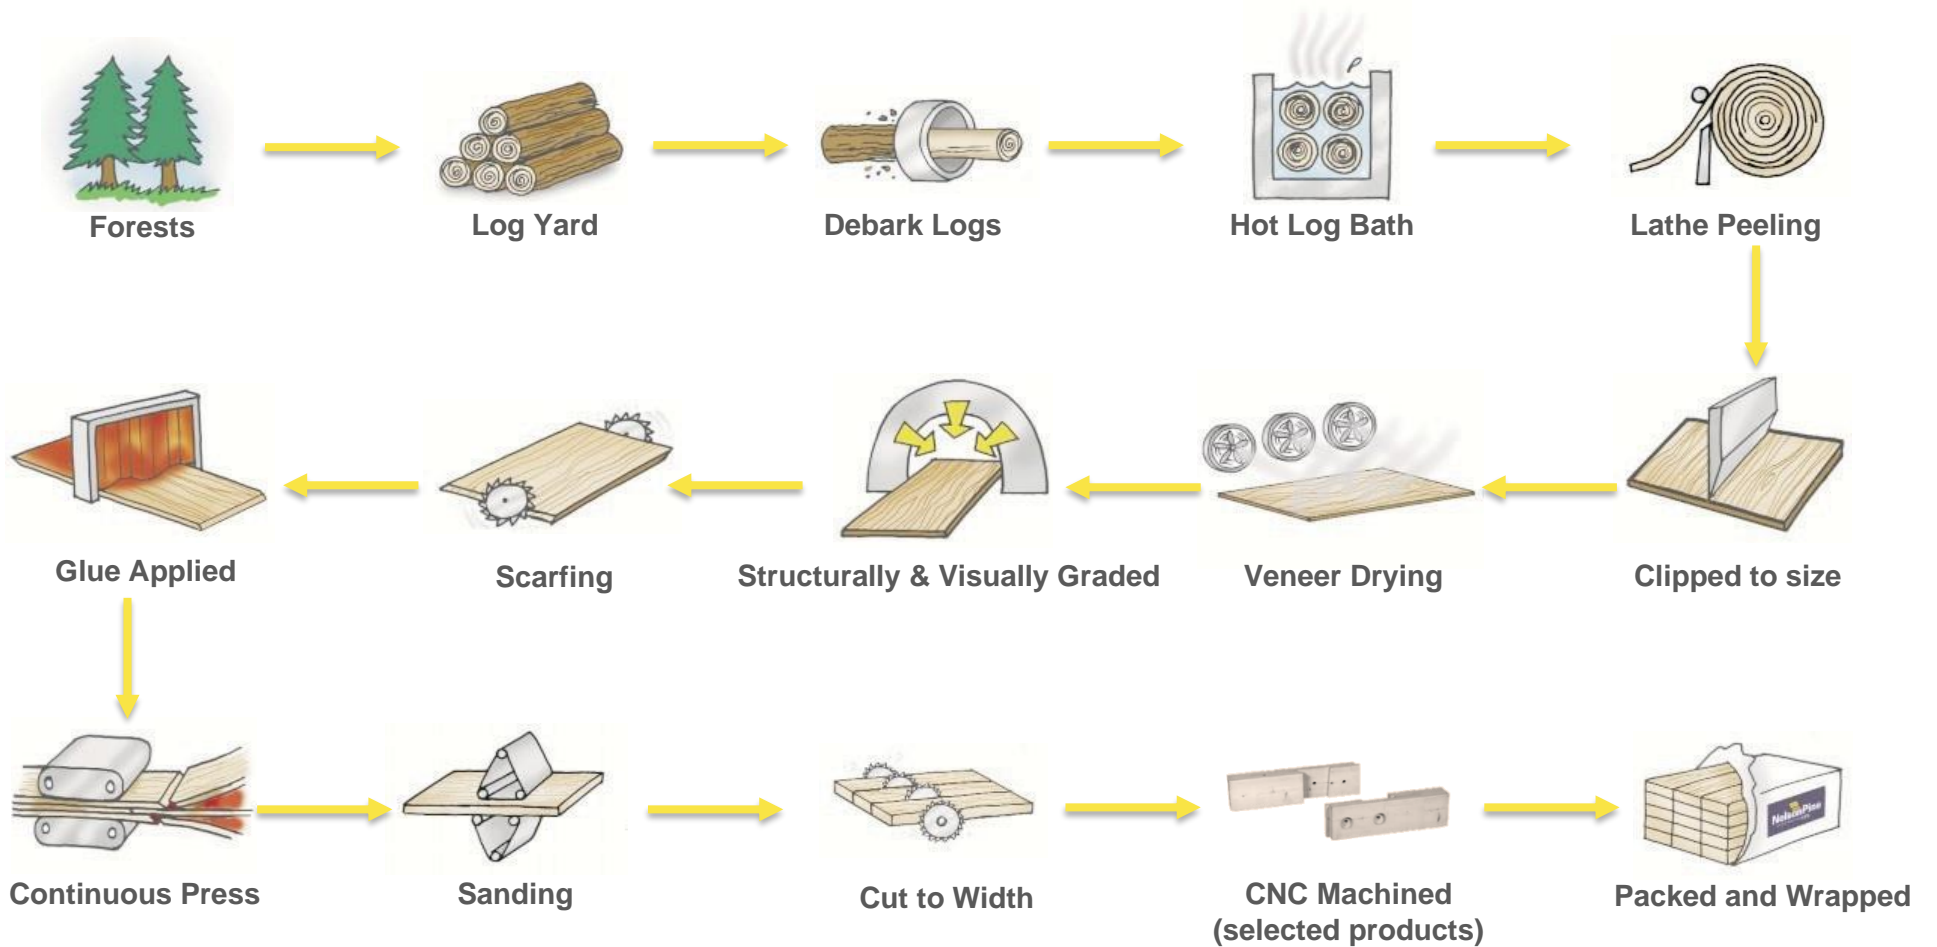 Forests
Log Yard
Debark Logs
Hot Log Bath
Lathe Peeling
Glue Applied
Scarfing
Structurally & Visually Graded
Veneer Drying
Clipped to size
NelsonPine
Continuous Press
Sanding
Cut to Width
CNC Machined
(selected products)
Packed and Wrapped